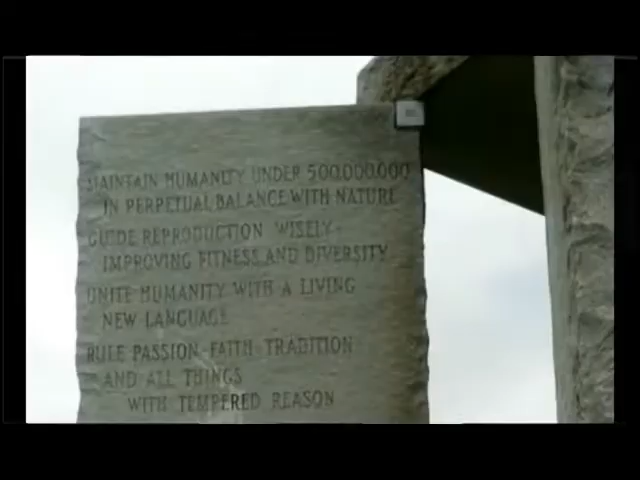 MAINTAIN HUMANITY UNDER 500,000,000
IN PERPETUAL BALANCE WITH NATURE
GUIDE REPRODUCTION WISELY -
IMPROVING FITNESS AND DIVERSITY
UNITE HUMANITY WITH A LIVING
NEW LANGUAGE
RULE PASSION - FAITH - TRADITION
AND ALL THINGS
WITH TEMPERED REASON